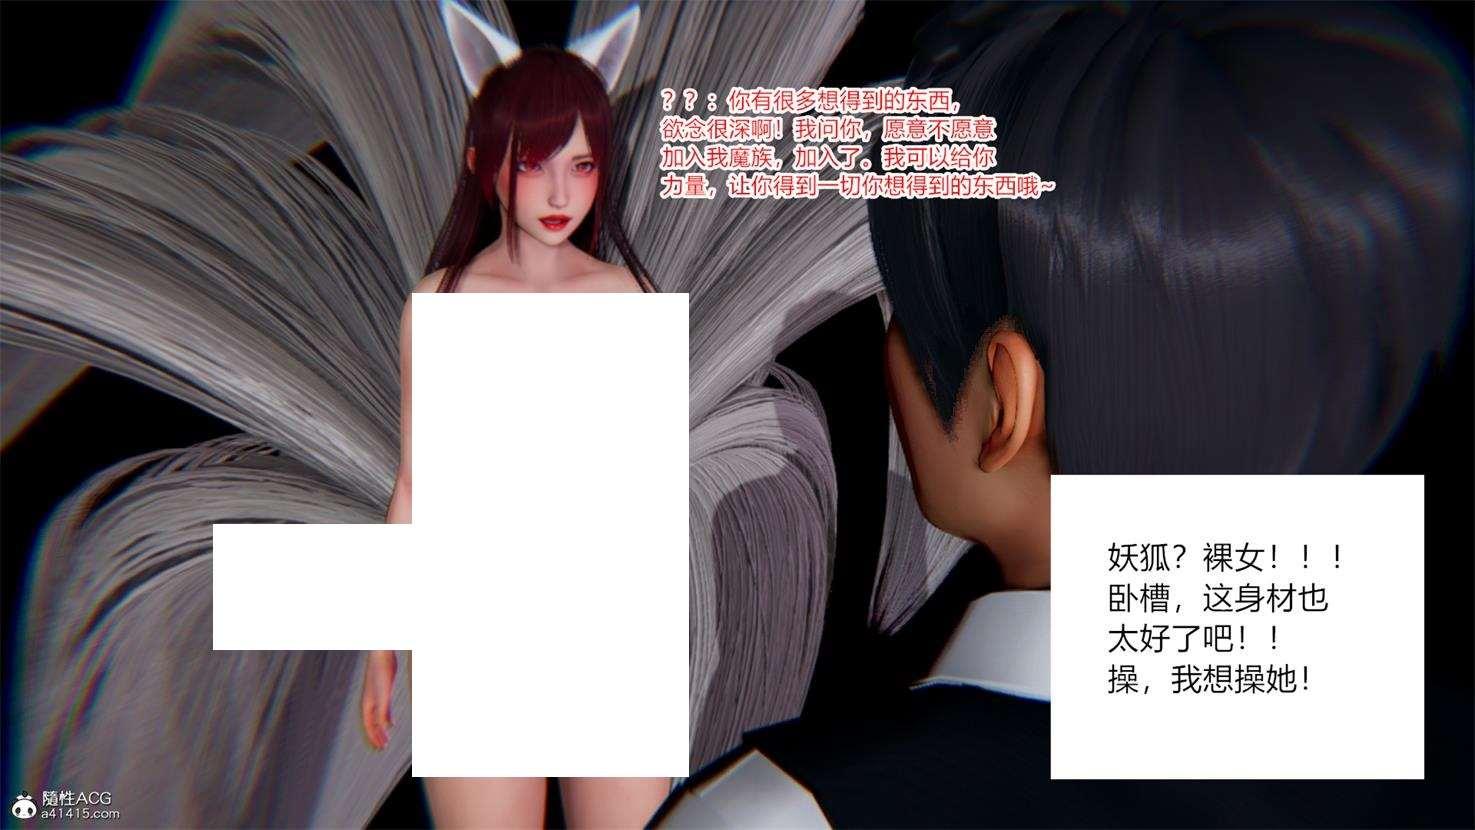 ？？：你有很多想得到的东西，
欲念很深啊！我问你，愿意不愿意
加入我魔族，加入了。我可以给你
力量，让你得到一切你想得到的东西哦~
妖狐？裸女！！！
卧槽，这身材也
太好了吧！！
操，我想操她！
隨性ACG
a41415.com